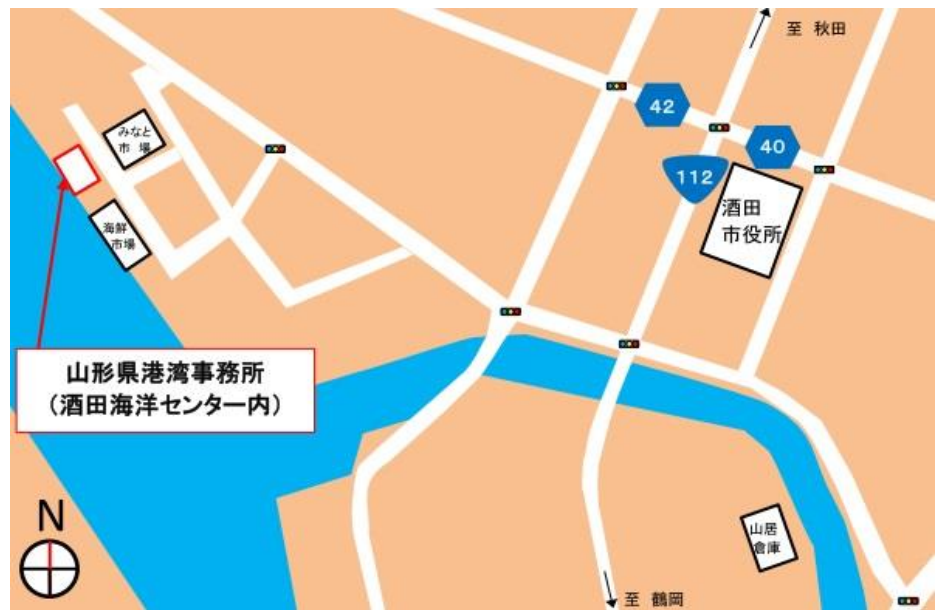 至 秋田
42
40
112
みなと
市 場
酒田
市役所
海鮮
市場
山形県港湾事務所
（酒田海洋センター内）
N
山居
倉庫
至 鶴岡